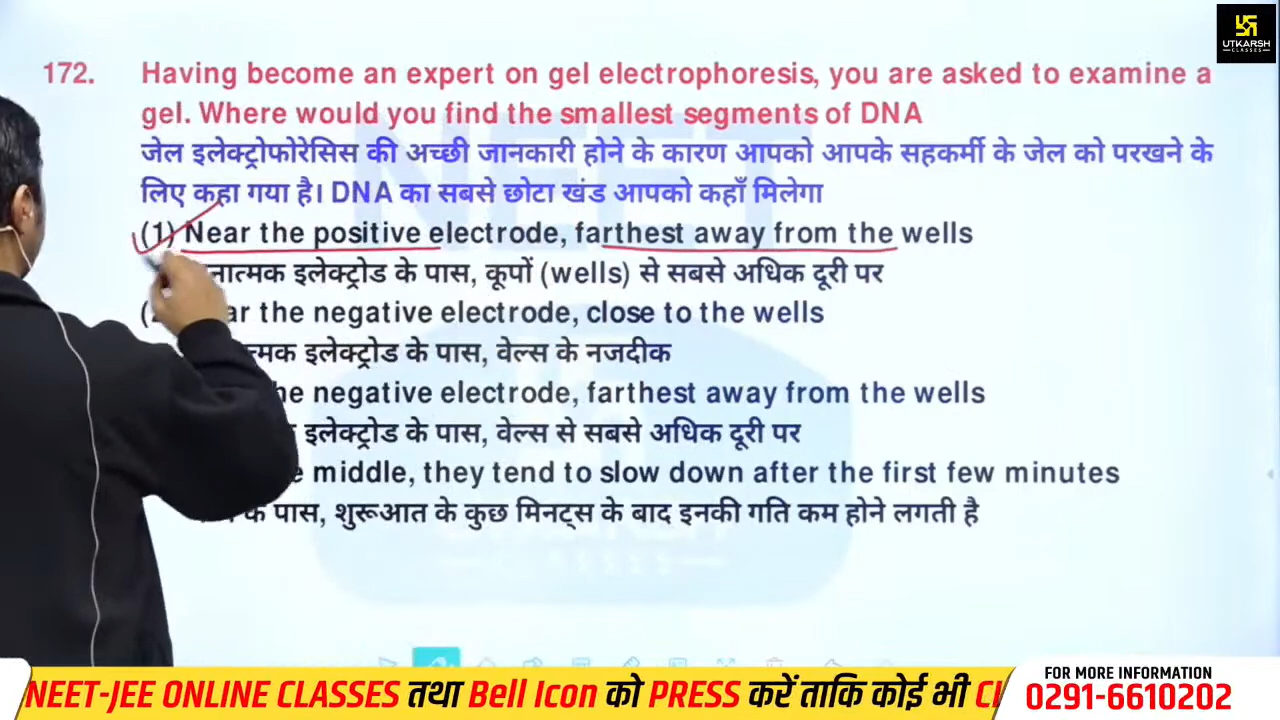 UTKARSH
CLASSES
172. Having become an expert on gel electrophoresis, you are asked to examine a
gel. Where would you find the smallest segments of DNA
जेल इलेक्ट्रोफोरेसिस की अच्छी जानकारी होने के कारण आपको आपके सहकर्मी के जेल को परखने के
लिए कहा गया है। DNA का सबसे छोटा खंड आपको कहाँ मिलेगा
(1) Near the positive electrode, farthest away from the wells
इलेक्ट्रोड के पास, कूपों (wells) से सबसे अधिक दूरी पर
the negative electrode, close to the wells
इलेक्ट्रोड के पास, वेल्स के नजदीक
negative electrode, farthest away from the wells
इलेक्ट्रोड के पास, वेल्स से सबसे अधिक दूरी पर
middle, they tend to slow down after the first few minutes
के पास, शुरूआत के कुछ मिनट्स के बाद इनकी गति कम होने लगती है
NEET-JEE ONLINE CLASSES तथा Bell Icon को PRESS करें ताकि कोई भी
FOR MORE INFORMATION
0291-6610202